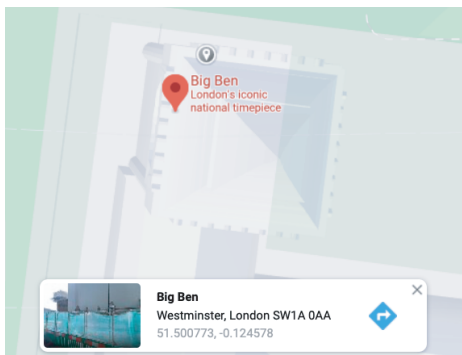 Big Ben
London's iconic
national timepiece
Big Ben
Westminster, London SW1A 0AA
51.500773, -0.124578